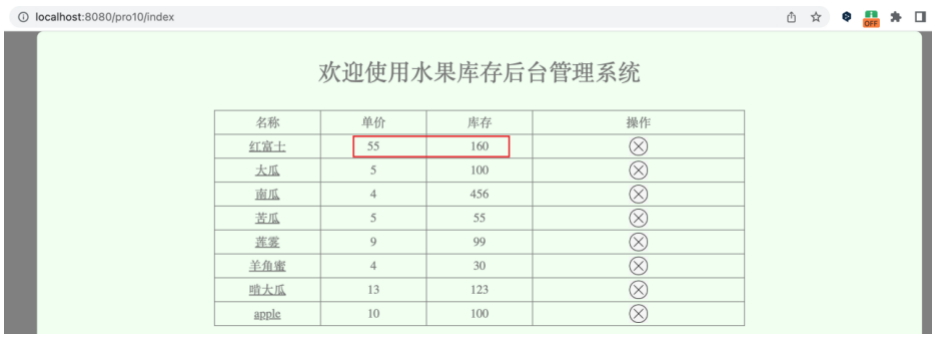 localhost:8080/pro10/index
OFF
欢迎使用水果库存后台管理系统
名称 单价 库存 操作
红富士 55 160
大瓜 5 100
南瓜 4 456
苦瓜 5 55
莲雾 9 99
羊角蜜 4 30
啃大瓜 13 123
apple 10 100